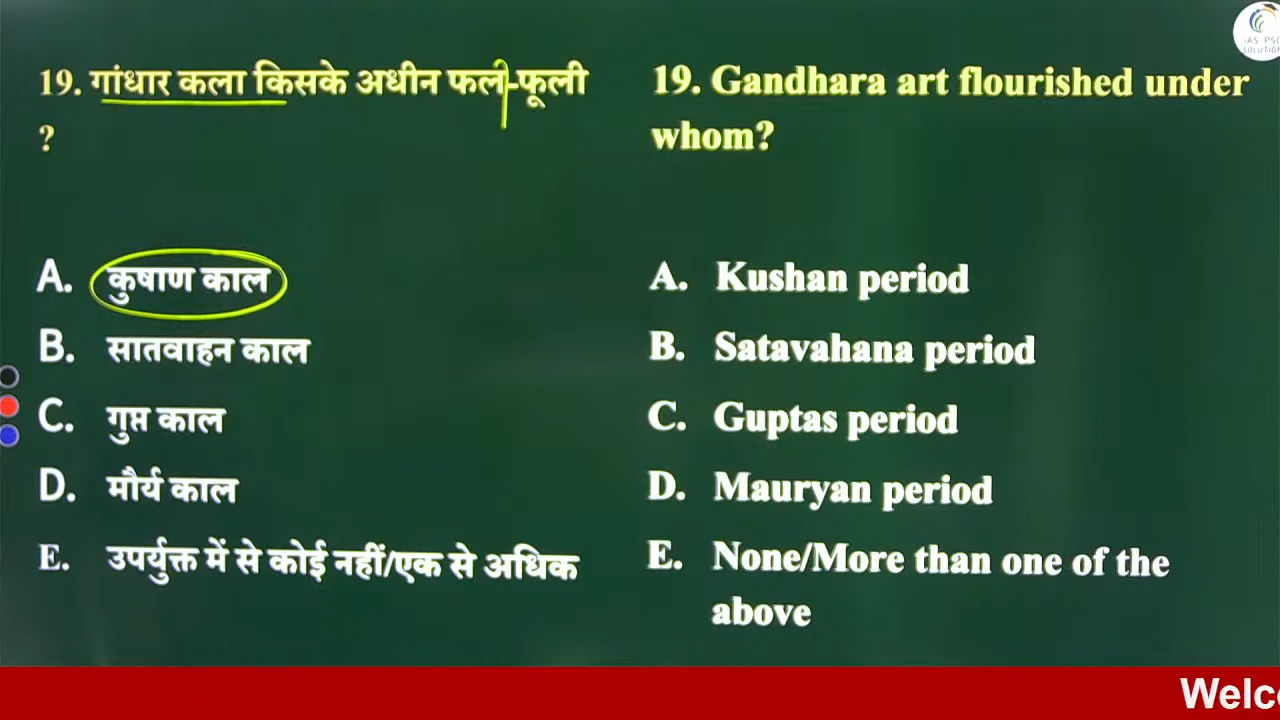 19. गांधार कला किसके अधीन फल-फूली
?
A. कुषाण काल
B. सातवाहन काल
C. गुप्त काल
D. मौर्य काल
E. उपर्युक्त में से कोई नहीं/एक से अधिक
19. Gandhara art flourished under
whom?
A. Kushan period
B. Satavahana period
C. Guptas period
D. Mauryan period
E. None/More than one of the
above